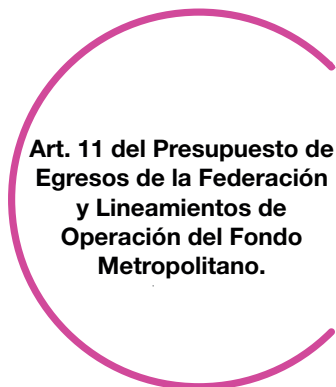 Art. 11 del Presupuesto de
Egresos de la Federación
y Lineamientos de
Operación del Fondo
Metropolitano.